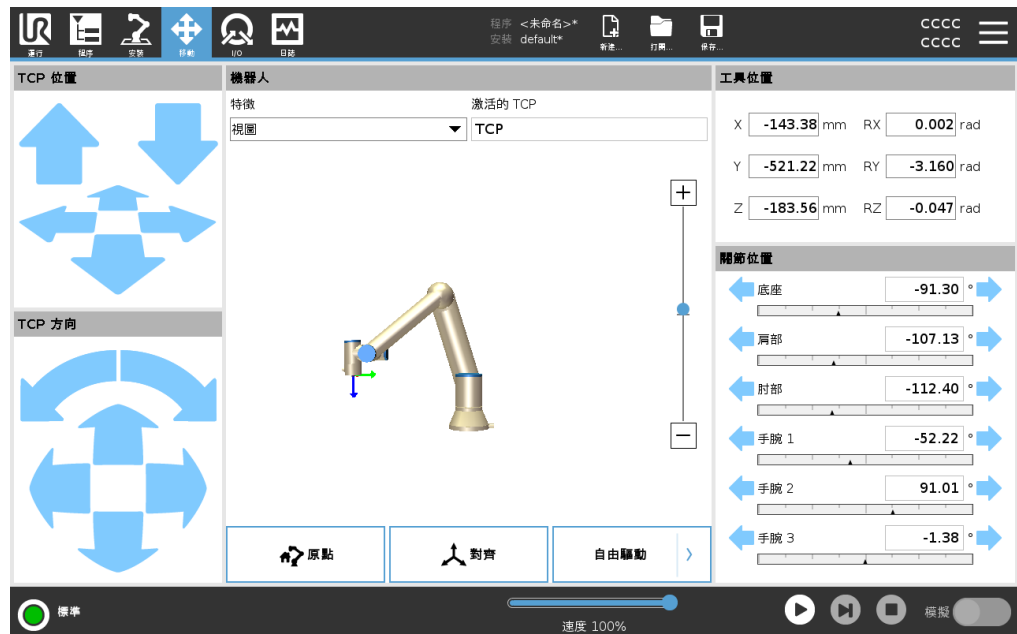 UR
運行
程序
安裝
移動
I/O
日誌
程序 <未命名>*
安裝 default*
新建...
打開...
保存...
cccc
cccc
TCP 位置
TCP 方向
機器人
特徵
視圖
激活的 TCP
TCP
+
−
原點
對齊
自由驅動
工具位置
X -143.38 mm RX 0.002 rad
Y -521.22 mm RY -3.160 rad
Z -183.56 mm RZ -0.047 rad
關節位置
底座 -91.30 °
肩部 -107.13 °
肘部 -112.40 °
手腕 1 -52.22 °
手腕 2 91.01 °
手腕 3 -1.38 °
標準
速度 100%
模擬